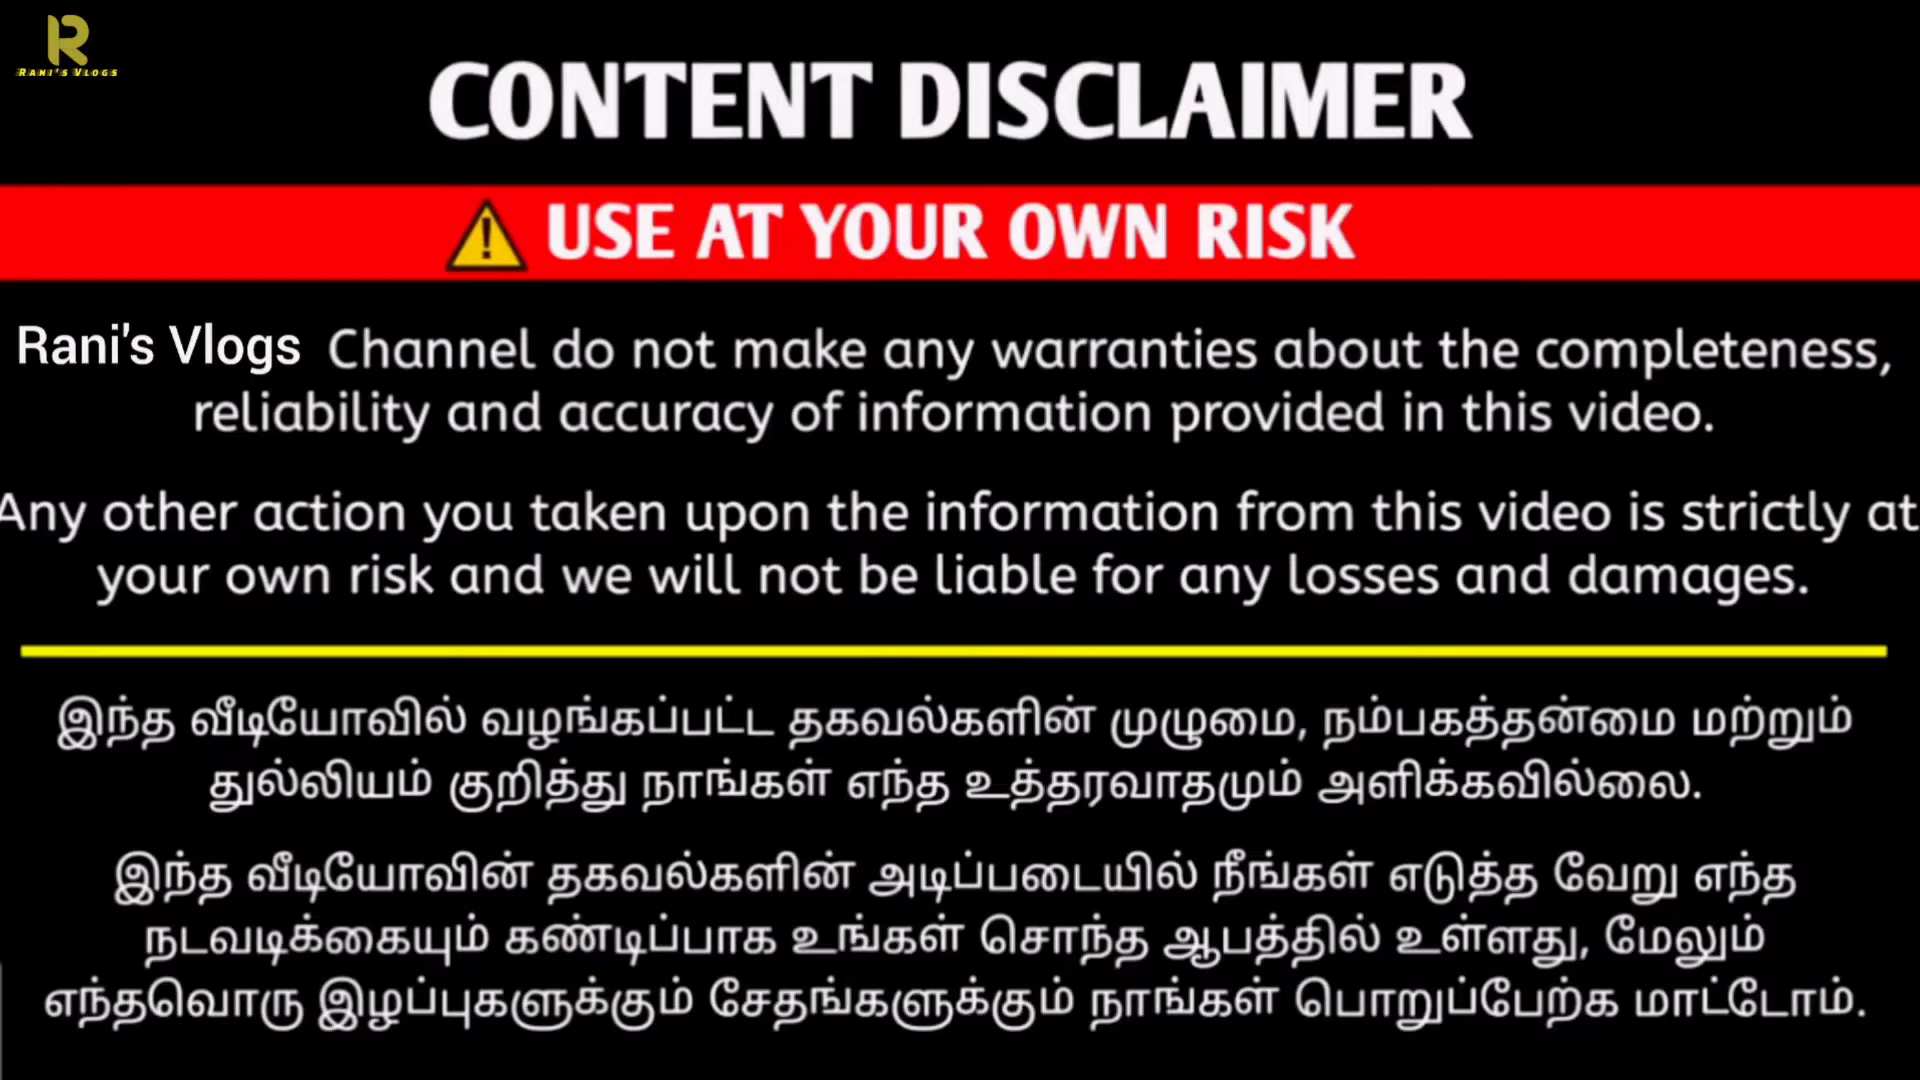 R
RANI'S VLOGS
CONTENT DISCLAIMER
⚠ USE AT YOUR OWN RISK
Rani's Vlogs Channel do not make any warranties about the completeness,
reliability and accuracy of information provided in this video.
Any other action you taken upon the information from this video is strictly at
your own risk and we will not be liable for any losses and damages.
இந்த வீடியோவில் வழங்கப்பட்ட தகவல்களின் முழுமை, நம்பகத்தன்மை மற்றும்
துல்லியம் குறித்து நாங்கள் எந்த உத்தரவாதமும் அளிக்கவில்லை.
இந்த வீடியோவின் தகவல்களின் அடிப்படையில் நீங்கள் எடுத்த வேறு எந்த
நடவடிக்கையும் கண்டிப்பாக உங்கள் சொந்த ஆபத்தில் உள்ளது, மேலும்
எந்தவொரு இழப்புகளுக்கும் சேதங்களுக்கும் நாங்கள் பொறுப்பேற்க மாட்டோம்.